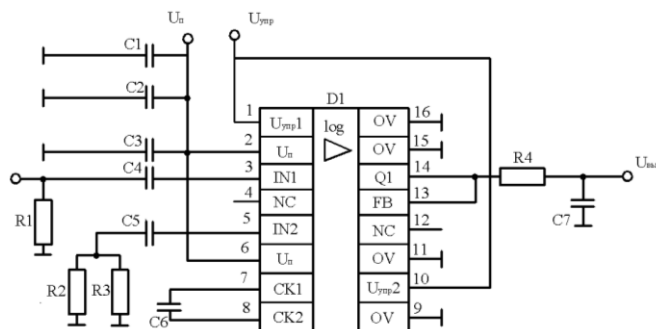 Uп Uупр
C1
C2
C3
C4
C5
C6
R1
R2 R3
D1
log
1 Uупр1 OV 16
2 Uп OV 15
3 IN1 Q1 14
4 NC FB 13
5 IN2 NC 12
6 Uп OV 11
7 CK1 Uупр2 10
8 CK2 OV 9
R4
C7